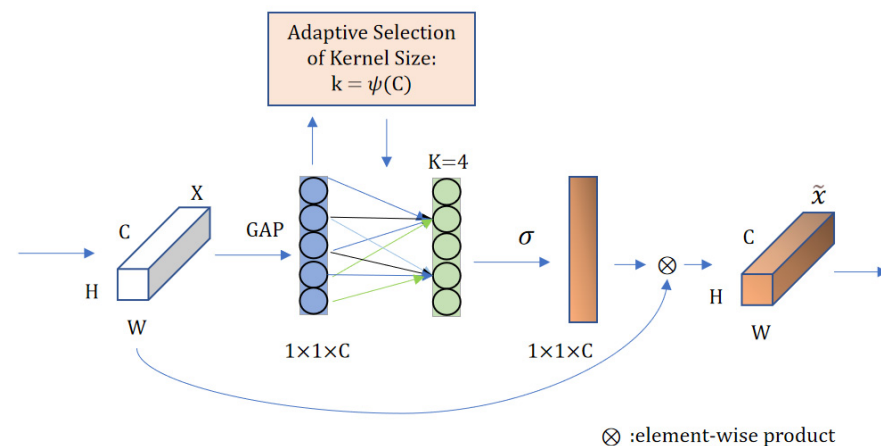 Adaptive Selection
of Kernel Size:
k = ψ(C)
K=4
X
C
H
W
GAP
1×1×C
σ
1×1×C
⊗
x̃
C
H
W
⊗ :element-wise product